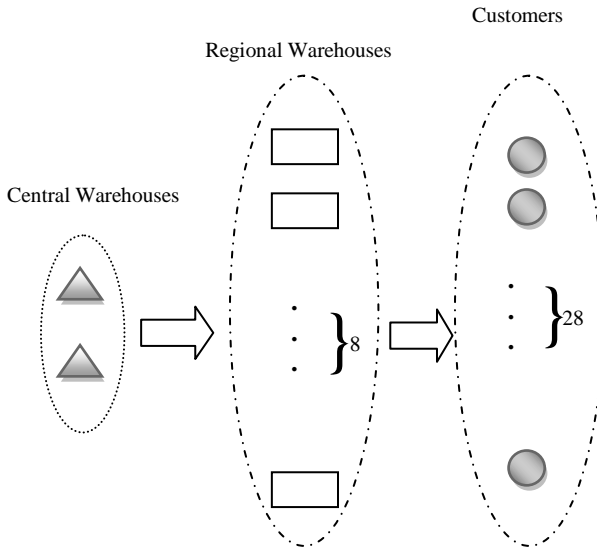 Customers
Regional Warehouses
Central Warehouses
8
28